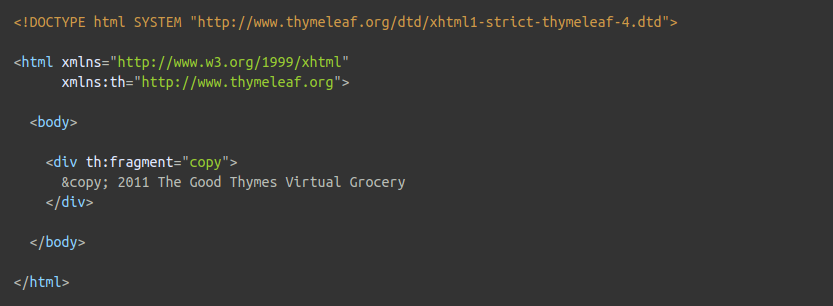 <!DOCTYPE html SYSTEM "http://www.thymeleaf.org/dtd/xhtml1-strict-thymeleaf-4.dtd">
<html xmlns="http://www.w3.org/1999/xhtml"
xmlns:th="http://www.thymeleaf.org">
<body>
<div th:fragment="copy">
&copy; 2011 The Good Thymes Virtual Grocery
</div>
</body>
</html>